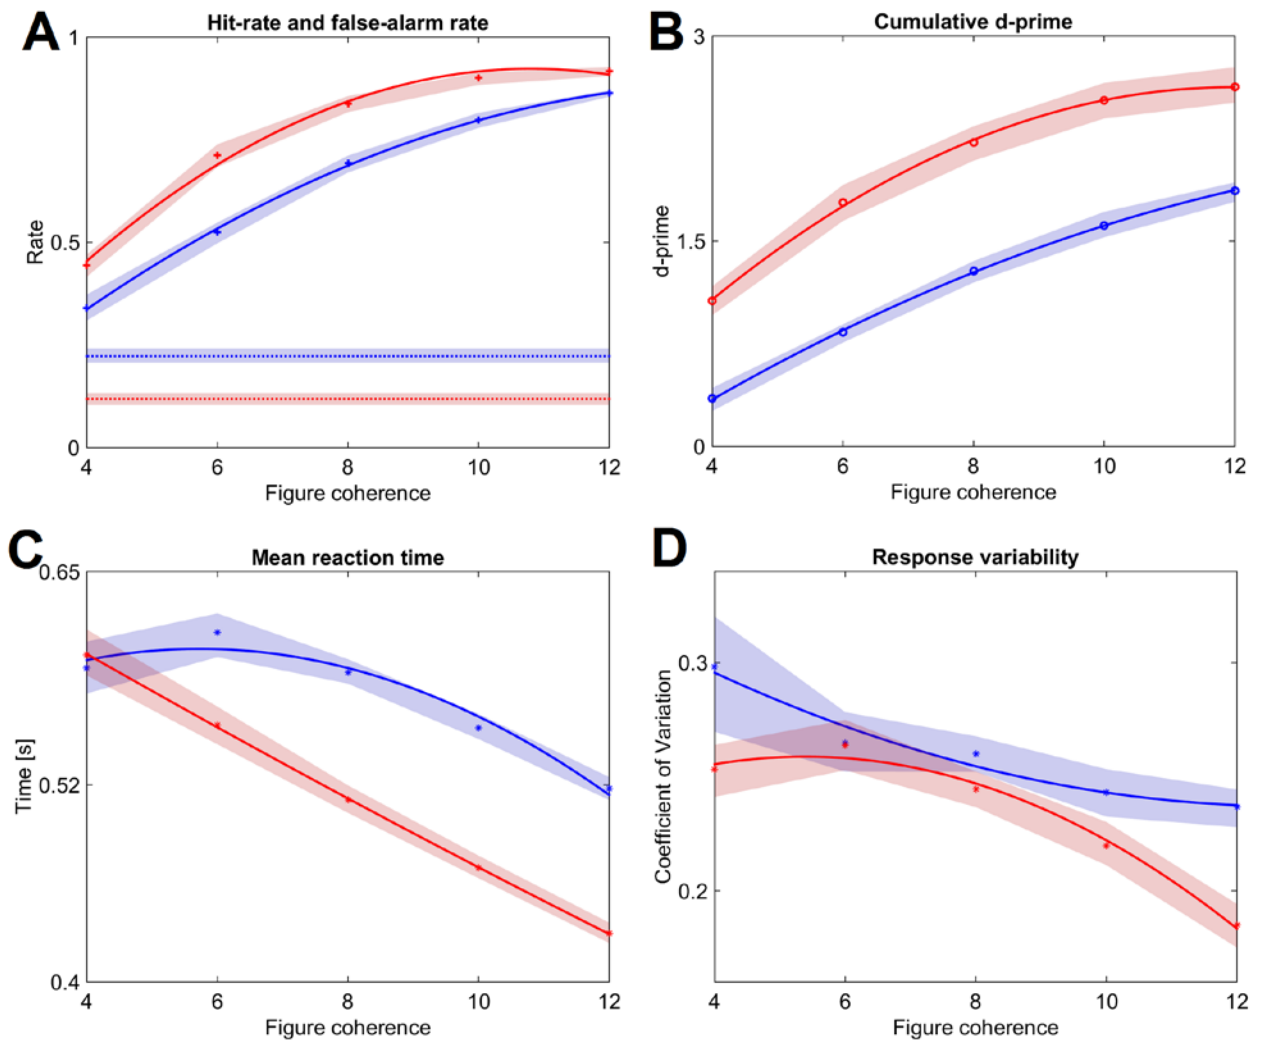 A
Hit-rate and false-alarm rate
1
0.5
0
Rate
4 6 8 10 12
Figure coherence
B
Cumulative d-prime
3
1.5
0
d-prime
4 6 8 10 12
Figure coherence
C
Mean reaction time
0.65
0.52
0.4
Time [s]
4 6 8 10 12
Figure coherence
D
Response variability
0.3
0.2
Coefficient of Variation
4 6 8 10 12
Figure coherence